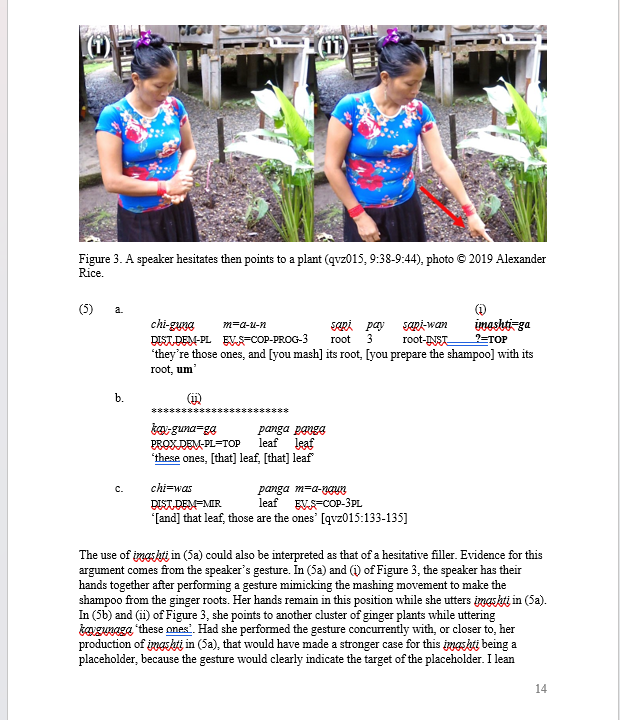 (i)
(ii)
Figure 3. A speaker hesitates then points to a plant (qvz015, 9:38-9:44), photo © 2019 Alexander
Rice.
(5) a. (i)
chi-guna m=a-u-n sapi pay sapi-wan imashti=ga
DIST.DEM-PL EV.S=COP-PROG-3 root 3 root-INST ?=TOP
‘they’re those ones, and [you mash] its root, [you prepare the shampoo] with its
root, um’
b. (ii)
***********************
kay-guna=ga panga panga
PROX.DEM-PL=TOP leaf leaf
‘these ones, [that] leaf, [that] leaf’
c. chi=was panga m=a-naun
DIST.DEM=MIR leaf EV.S=COP-3PL
‘[and] that leaf, those are the ones’ [qvz015:133-135]
The use of imashti in (5a) could also be interpreted as that of a hesitative filler. Evidence for this
argument comes from the speaker’s gesture. In (5a) and (i) of Figure 3, the speaker has their
hands together after performing a gesture mimicking the mashing movement to make the
shampoo from the ginger roots. Her hands remain in this position while she utters imashti in (5a).
In (5b) and (ii) of Figure 3, she points to another cluster of ginger plants while uttering
kaygunaga ‘these ones’. Had she performed the gesture concurrently with, or closer to, her
production of imashti in (5a), that would have made a stronger case for this imashti being a
placeholder, because the gesture would clearly indicate the target of the placeholder. I lean
14